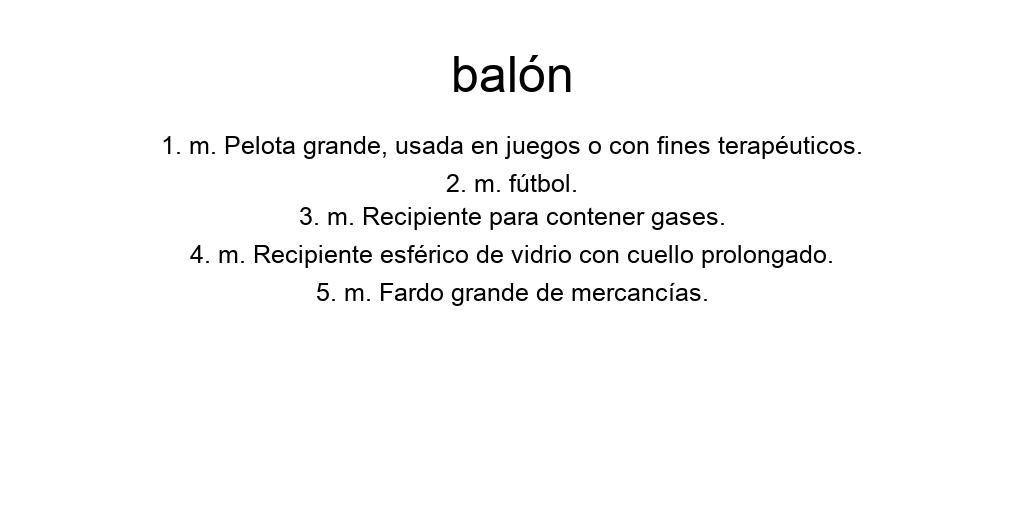 balón
1. m. Pelota grande, usada en juegos o con fines terapéuticos.
2. m. fútbol.
3. m. Recipiente para contener gases.
4. m. Recipiente esférico de vidrio con cuello prolongado.
5. m. Fardo grande de mercancías.